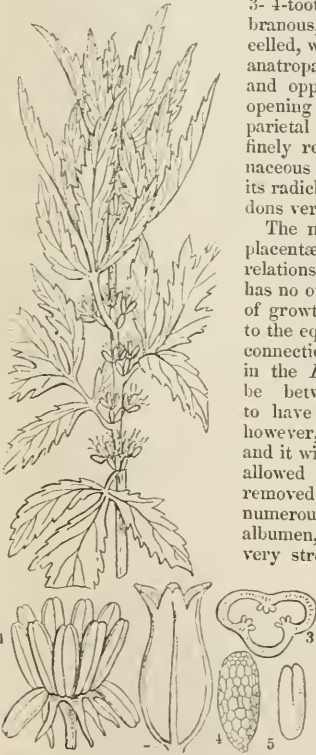 3- 4-toot
branous,
celled, w
anatropa
and opp
opening
parietal
finely re
naceous
its radicl
dons ver
The n
placentæ
relations
has no o
of growt
to the eq
connectio
in the
be betw
to have
however,
and it wi
allowed
removed
numerou
albumen,
very stro
1
3
4
5